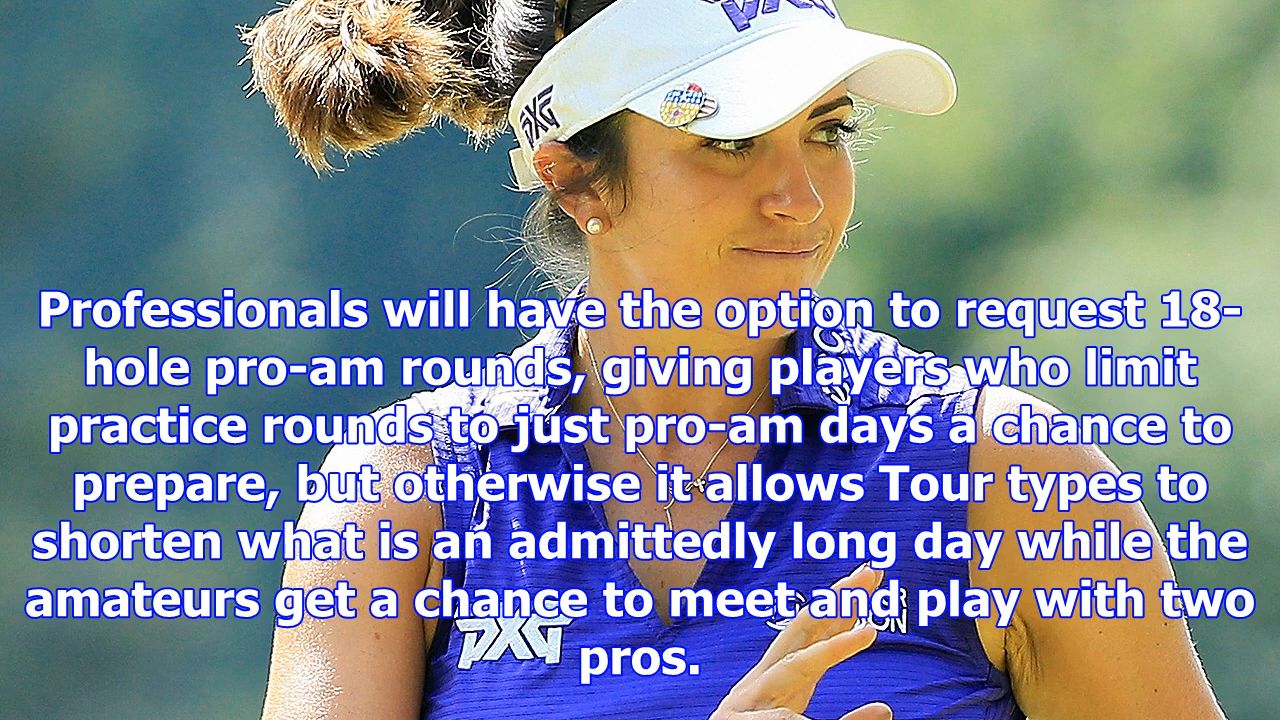 PXG
PXG
Professionals will have the option to request 18-
hole pro-am rounds, giving players who limit
practice rounds to just pro-am days a chance to
prepare, but otherwise it allows Tour types to
shorten what is an admittedly long day while the
amateurs get a chance to meet and play with two
pros.
PXG